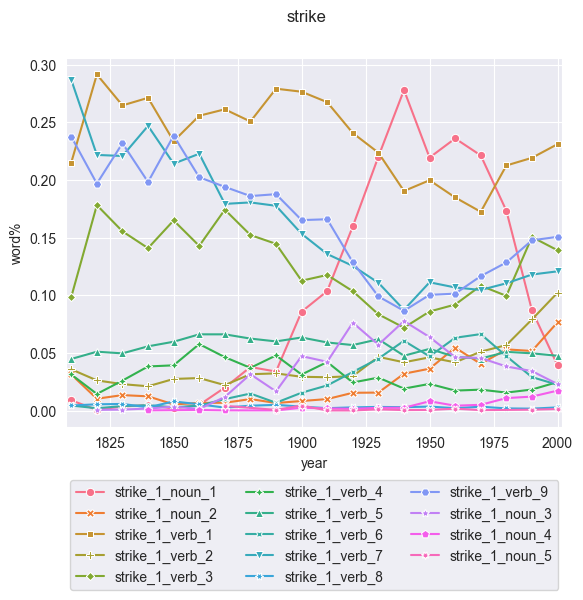 strike
0.30
0.25
0.20
0.15
0.10
0.05
0.00
word%
1825 1850 1875 1900 1925 1950 1975 2000
year
strike_1_noun_1 strike_1_verb_4 strike_1_verb_9
strike_1_noun_2 strike_1_verb_5 strike_1_noun_3
strike_1_verb_1 strike_1_verb_6 strike_1_noun_4
strike_1_verb_2 strike_1_verb_7 strike_1_noun_5
strike_1_verb_3 strike_1_verb_8